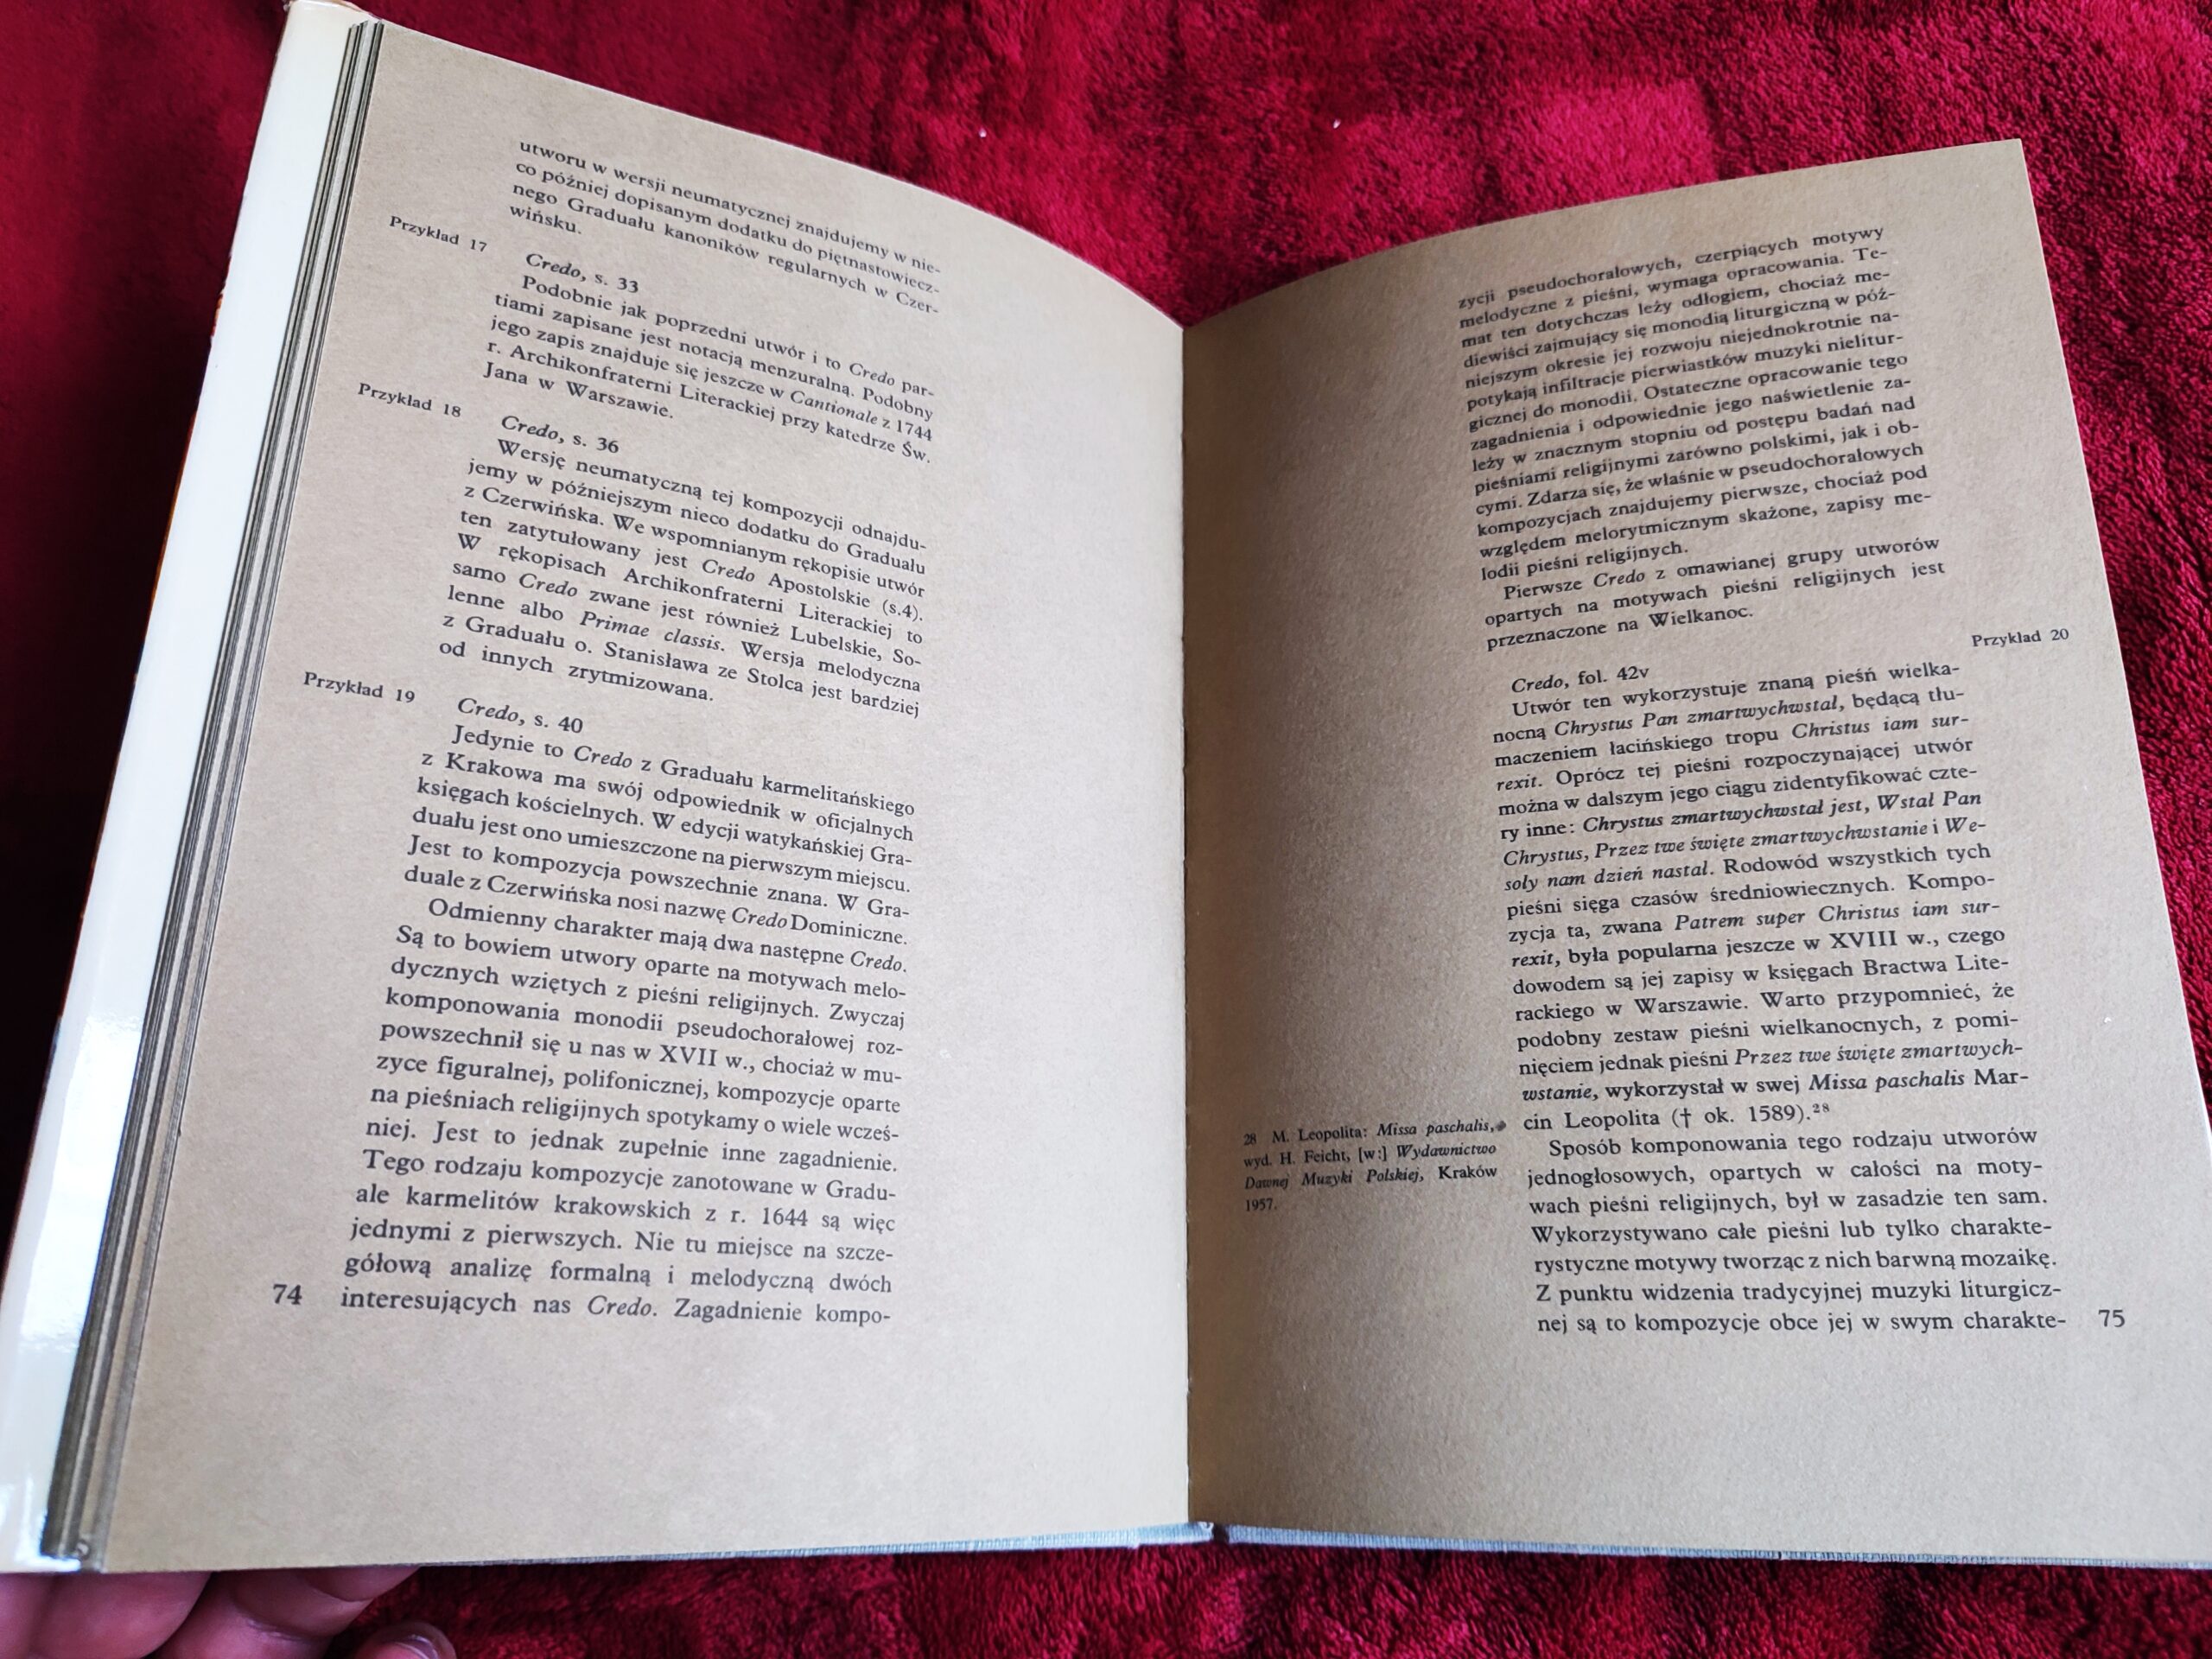 utworu w wersji neumatycznej znajdujemy w nie-
co później dopisanym dodatku do piętnastowiecz-
nego Graduału kanoników regularnych w Czer-
wińsku.
Przykład 17
Credo, s. 33
Podobnie jak poprzedni utwór i to Credo par-
tiami zapisane jest notacją menzuralną. Podobny
jego zapis znajduje się jeszcze w Cantionale z 1744
r. Archikonfraterni Literackiej przy katedrze Św.
Jana w Warszawie.
Przykład 18
Credo, s. 36
Wersję neumatyczną tej kompozycji odnajdu-
jemy w późniejszym nieco dodatku do Graduału
z Czerwińska. We wspomnianym rękopisie utwór
ten zatytułowany jest Credo Apostolskie (s.4).
W rękopisach Archikonfraterni Literackiej to
samo Credo zwane jest również Lubelskie, So-
lenne albo Primae classis. Wersja melodyczna
z Graduału o. Stanisława ze Stolca jest bardziej
od innych zrytmizowana.
Przykład 19
Credo, s. 40
Jedynie to Credo z Graduału karmelitańskiego
z Krakowa ma swój odpowiednik w oficjalnych
księgach kościelnych. W edycji watykańskiej Gra-
duału jest ono umieszczone na pierwszym miejscu.
Jest to kompozycja powszechnie znana. W Gra-
duale z Czerwińska nosi nazwę Credo Dominiczne.
Odmienny charakter mają dwa następne Credo.
Są to bowiem utwory oparte na motywach melo-
dycznych wziętych z pieśni religijnych. Zwyczaj
komponowania monodii pseudochorałowej roz-
powszechnił się u nas w XVII w., chociaż w mu-
zyce figuralnej, polifonicznej, kompozycje oparte
na pieśniach religijnych spotykamy o wiele wcześ-
niej. Jest to jednak zupełnie inne zagadnienie.
Tego rodzaju kompozycje zanotowane w Gradu-
ale karmelitów krakowskich z r. 1644 są więc
jednymi z pierwszych. Nie tu miejsce na szcze-
gółową analizę formalną i melodyczną dwóch
interesujących nas Credo. Zagadnienie kompo-
74
zycji pseudochorałowych, czerpiących motywy
melodyczne z pieśni, wymaga opracowania. Te-
mat ten dotychczas leży odłogiem, chociaż me-
diewiści zajmujący się monodią liturgiczną w póź-
niejszym okresie jej rozwoju niejednokrotnie na-
potykają infiltracje pierwiastków muzyki nielitur-
gicznej do monodii. Ostateczne opracowanie tego
zagadnienia i odpowiednie jego naświetlenie za-
leży w znacznym stopniu od postępu badań nad
pieśniami religijnymi zarówno polskimi, jak i ob-
cymi. Zdarza się, że właśnie w pseudochorałowych
kompozycjach znajdujemy pierwsze, chociaż pod
względem melorytmicznym skażone, zapisy me-
lodii pieśni religijnych.
Pierwsze Credo z omawianej grupy utworów
opartych na motywach pieśni religijnych jest
przeznaczone na Wielkanoc.
Przykład 20
Credo, fol. 42v
Utwór ten wykorzystuje znaną pieśń wielka-
nocną Chrystus Pan zmartwychwstał, będącą tłu-
maczeniem łacińskiego tropu Christus iam sur-
rexit. Oprócz tej pieśni rozpoczynającej utwór
można w dalszym jego ciągu zidentyfikować czte-
ry inne: Chrystus zmartwychwstał jest, Wstał Pan
Chrystus, Przez twe święte zmartwychwstanie i We-
soły nam dzień nastał. Rodowód wszystkich tych
pieśni sięga czasów średniowiecznych. Kompo-
zycja ta, zwana Patrem super Christus iam sur-
rexit, była popularna jeszcze w XVIII w., czego
dowodem są jej zapisy w księgach Bractwa Lite-
rackiego w Warszawie. Warto przypomnieć, że
podobny zestaw pieśni wielkanocnych, z pomi-
nięciem jednak pieśni Przez twe święte zmartwych-
wstanie, wykorzystał w swej Missa paschalis Mar-
cin Leopolita († ok. 1589).²⁸
Sposób komponowania tego rodzaju utworów
jednogłosowych, opartych w całości na moty-
wach pieśni religijnych, był w zasadzie ten sam.
Wykorzystywano całe pieśni lub tylko charakte-
rystyczne motywy tworząc z nich barwną mozaikę.
Z punktu widzenia tradycyjnej muzyki liturgicz-
nej są to kompozycje obce jej w swym charakte-
28 M. Leopolita: Missa paschalis,
wyd. H. Feicht, [w:] Wydawnictwo
Dawnej Muzyki Polskiej, Kraków
1957.
75